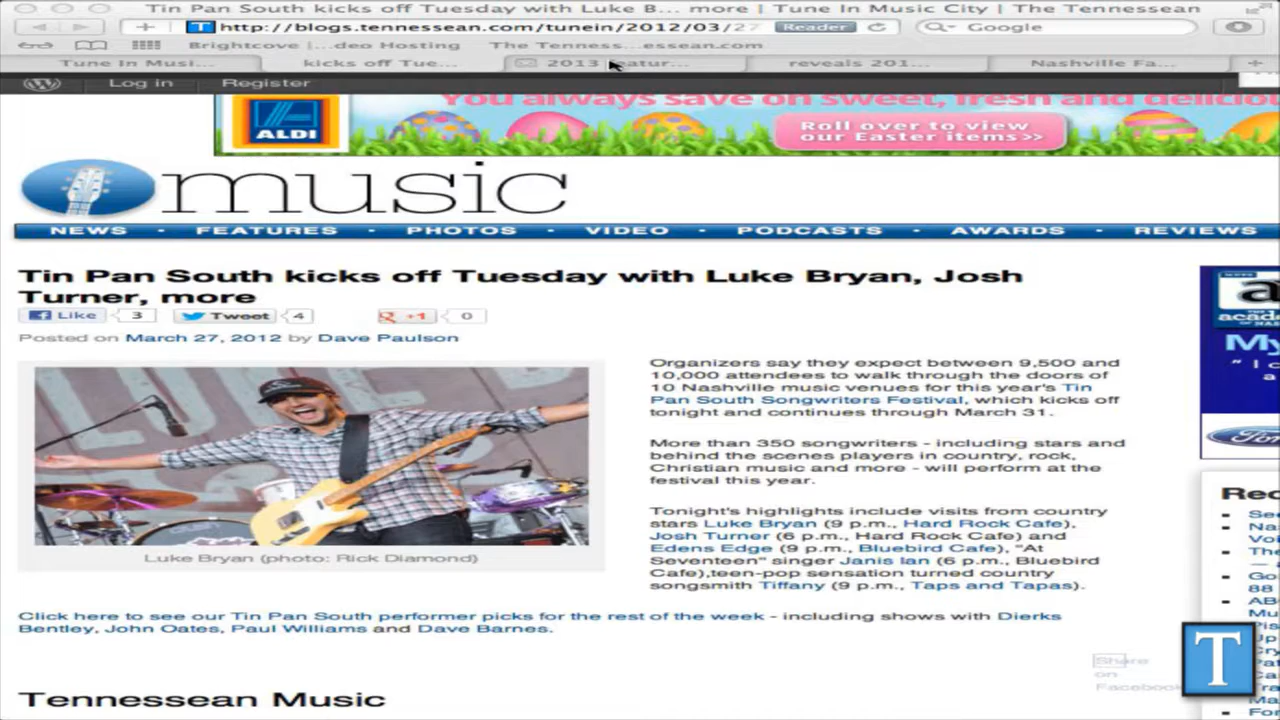 Tin Pan South kicks off Tuesday with Luke B... more | Tune In Music City | The Tennessean
http://blogs.tennessean.com/tunein/2012/03/27
Reader
Google
Brightcove |...deo Hosting
The Tenness...essean.com
Tune In Musi...
kicks off Tue...
2013 featur...
reveals 201...
Nashville Fa...
Log in
Register
You always save on sweet, fresh and delicio
ALDI
Roll over to view
our Easter items >>
music
NEWS • FEATURES • PHOTOS • VIDEO • PODCASTS • AWARDS • REVIEWS
Tin Pan South kicks off Tuesday with Luke Bryan, Josh
Turner, more
Like 3
Tweet 4
+1 0
Posted on March 27, 2012 by Dave Paulson
Organizers say they expect between 9,500 and
10,000 attendees to walk through the doors of
10 Nashville music venues for this year's Tin
Pan South Songwriters Festival, which kicks off
tonight and continues through March 31.
More than 350 songwriters - including stars and
behind the scenes players in country, rock,
Christian music and more - will perform at the
festival this year.
Tonight's highlights include visits from country
stars Luke Bryan (9 p.m., Hard Rock Cafe),
Josh Turner (6 p.m., Hard Rock Cafe) and
Edens Edge (9 p.m., Bluebird Cafe), "At
Seventeen" singer Janis Ian (6 p.m., Bluebird
Cafe),teen-pop sensation turned country
songsmith Tiffany (9 p.m., Taps and Tapas).
Luke Bryan (photo: Rick Diamond)
Click here to see our Tin Pan South performer picks for the rest of the week - including shows with Dierks
Bentley, John Oates, Paul Williams and Dave Barnes.
Share
on
Facebook
Tennessean Music
My
Ford
Rec
T